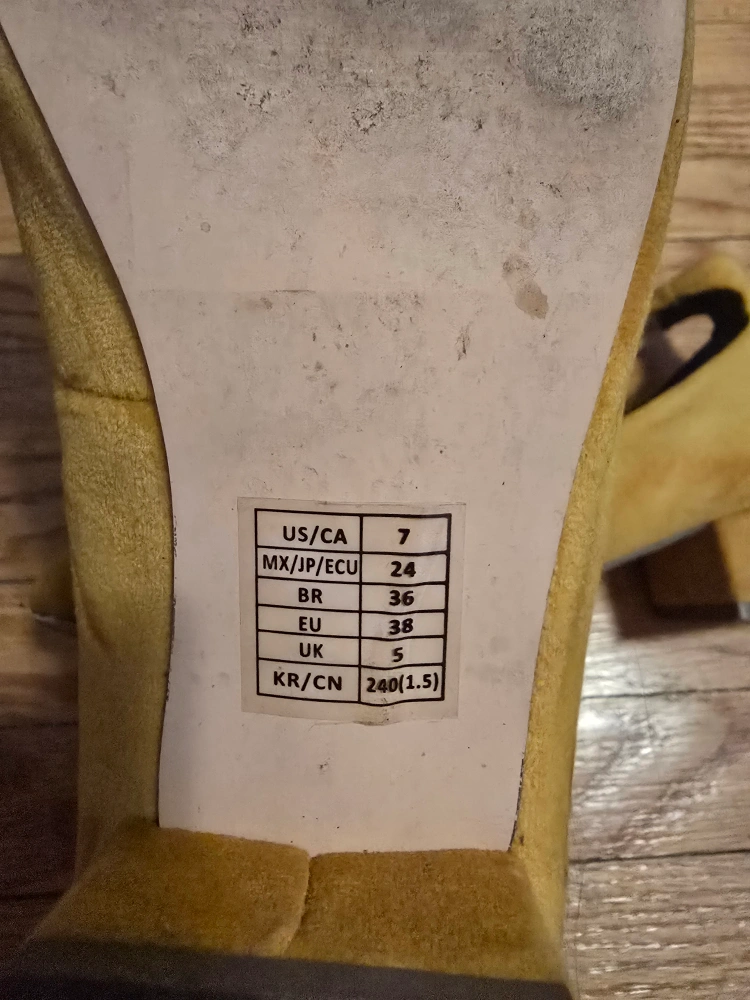 US/CA 7
MX/JP/ECU 24
BR 36
EU 38
UK 5
KR/CN 240(1.5)